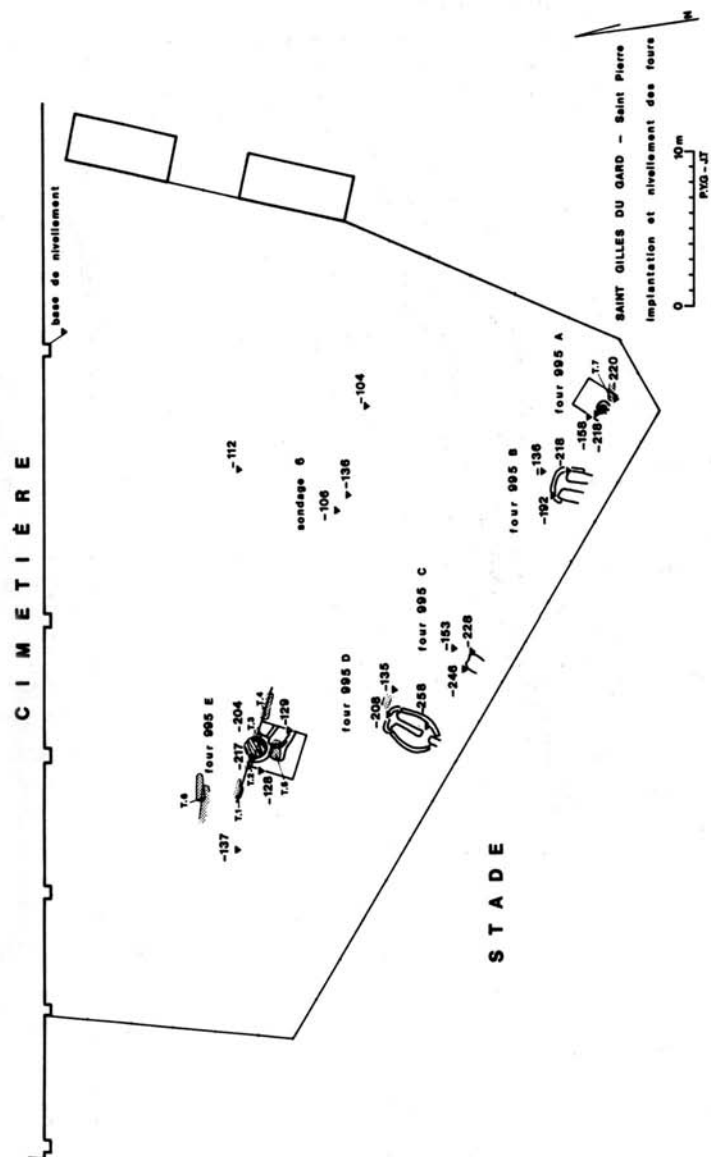 CIMETIÈRE
base de nivellement
-112
-104
sondage 6
-106
-136
T.6
four 995 E
-137
T.1
-217
-204
T.2
T.3
T.4
-128
-129
T.5
four 995 D
-208
-135
-258
four 995 C
-153
-246
-228
four 995 B
-136
-192
-218
four 995 A
T.7
-158
-218
-220
STADE
N
SAINT GILLES DU GARD - Saint Pierre
Implantation et nivellement des fours
0 10m
P.Y.G - J.T